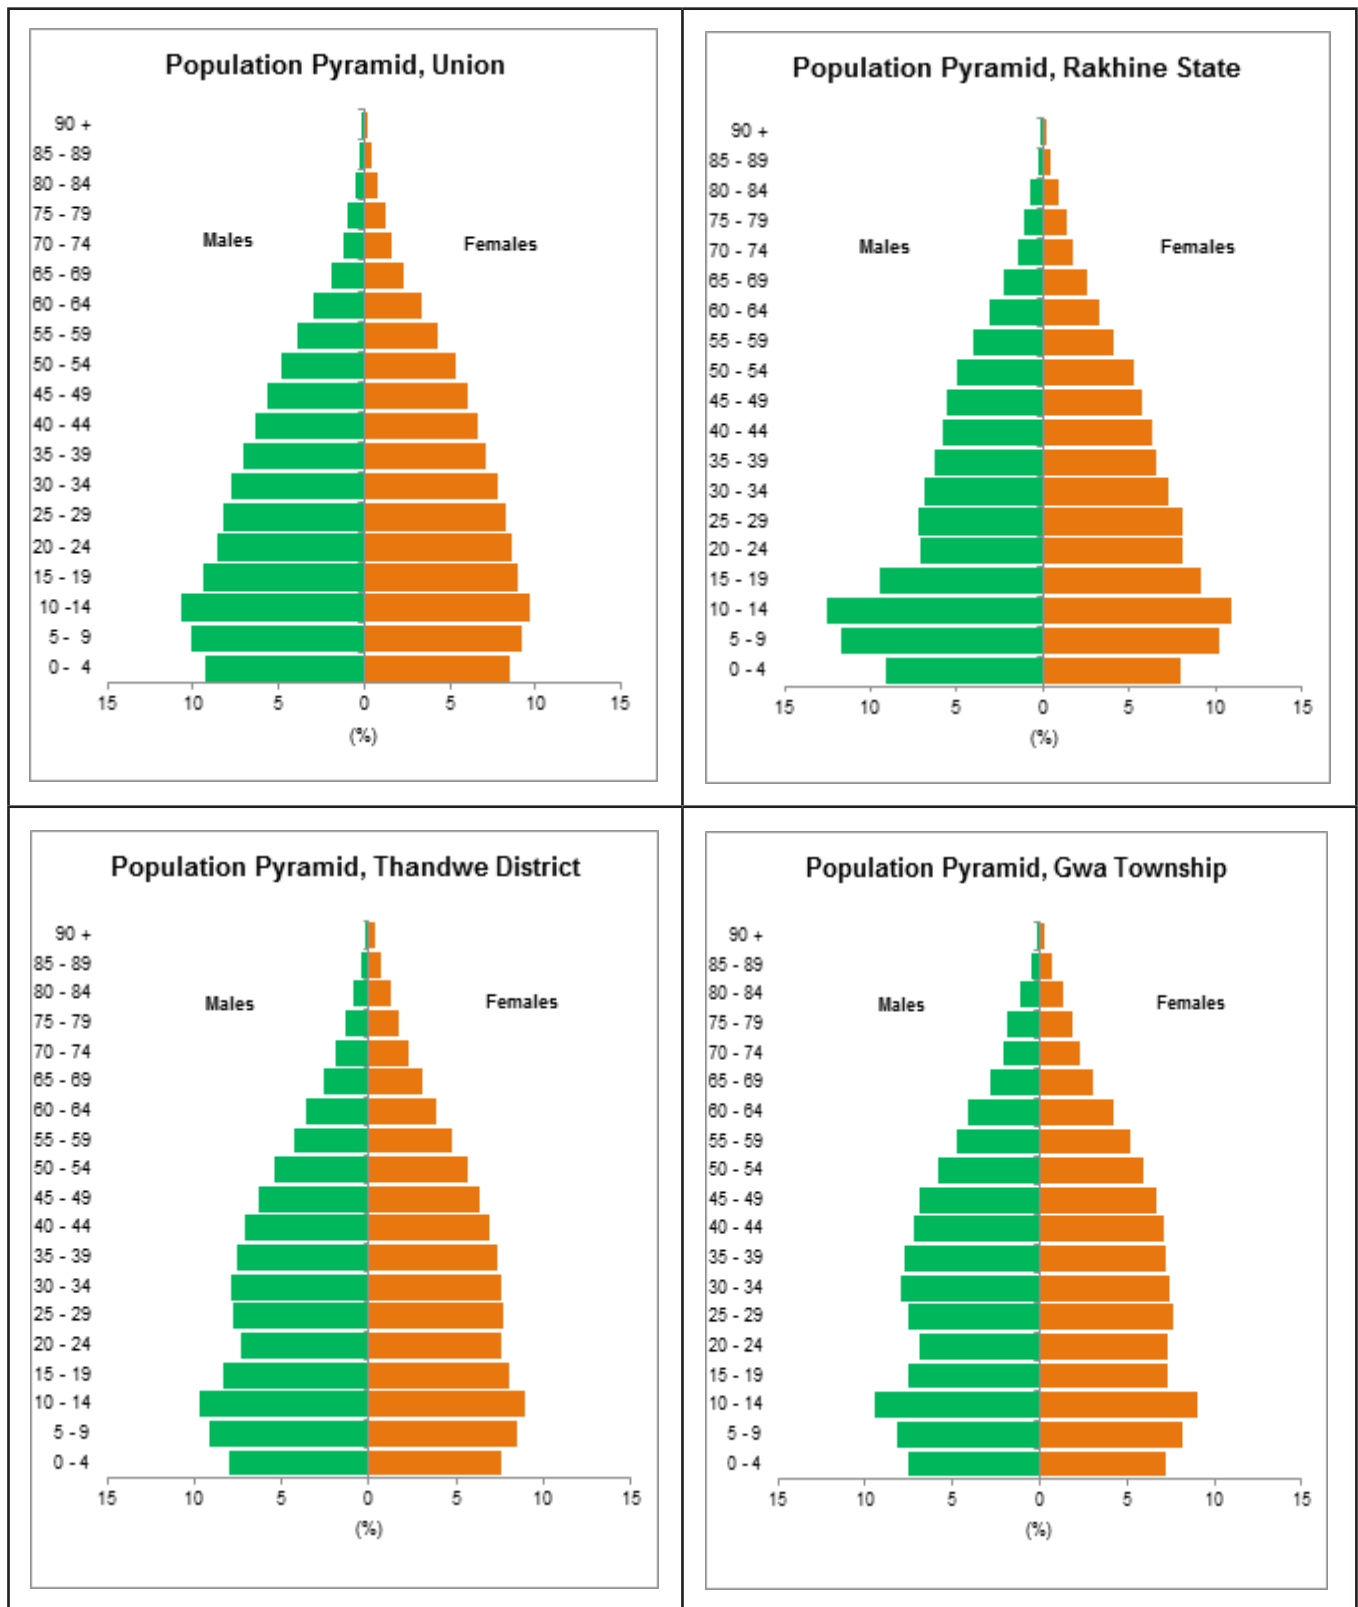 Population Pyramid, Union
90 +
85 - 89
80 - 84
75 - 79
Males
Females
70 - 74
65 - 69
60 - 64
55 - 59
50 - 54
45 - 49
40 - 44
35 - 39
30 - 34
25 - 29
20 - 24
15 - 19
10 -14
5 - 9
0 - 4
15 10 5 0 5 10 15
(%)
Population Pyramid, Rakhine State
90 +
85 - 89
80 - 84
75 - 79
Males
Females
70 - 74
65 - 69
60 - 64
55 - 59
50 - 54
45 - 49
40 - 44
35 - 39
30 - 34
25 - 29
20 - 24
15 - 19
10 - 14
5 - 9
0 - 4
15 10 5 0 5 10 15
(%)
Population Pyramid, Thandwe District
90 +
85 - 89
80 - 84
Males
Females
75 - 79
70 - 74
65 - 69
60 - 64
55 - 59
50 - 54
45 - 49
40 - 44
35 - 39
30 - 34
25 - 29
20 - 24
15 - 19
10 - 14
5 - 9
0 - 4
15 10 5 0 5 10 15
(%)
Population Pyramid, Gwa Township
90 +
85 - 89
80 - 84
Males
Females
75 - 79
70 - 74
65 - 69
60 - 64
55 - 59
50 - 54
45 - 49
40 - 44
35 - 39
30 - 34
25 - 29
20 - 24
15 - 19
10 - 14
5 - 9
0 - 4
15 10 5 0 5 10 15
(%)